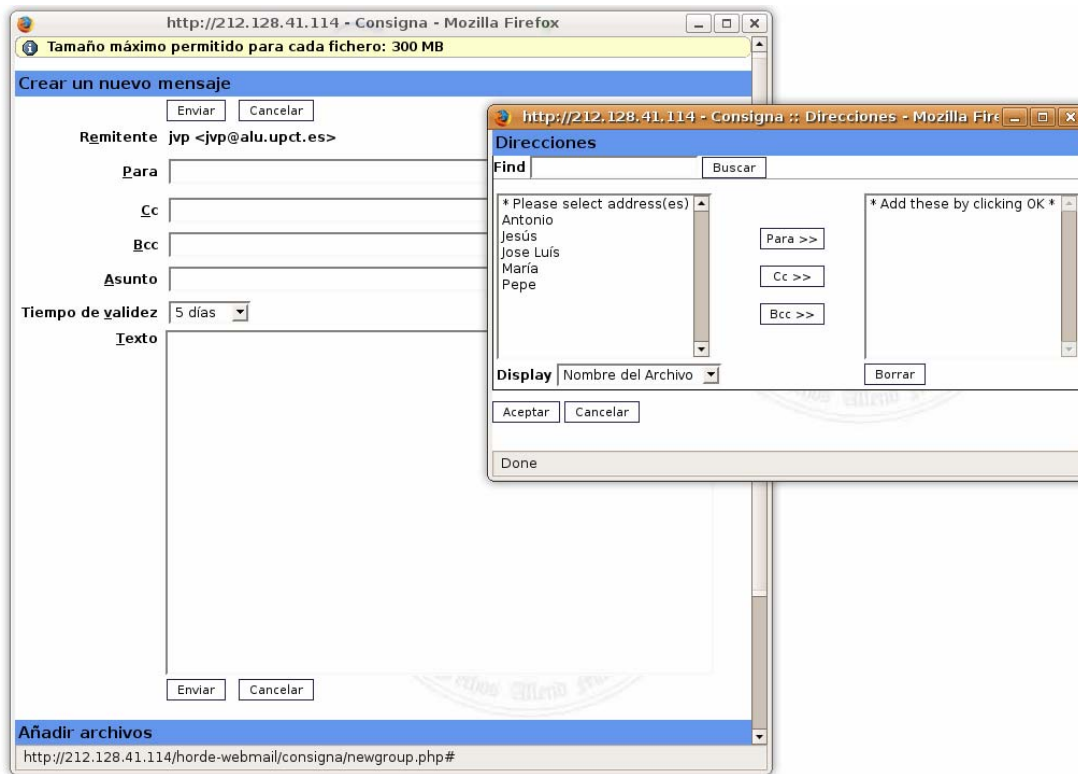 http://212.128.41.114 - Consigna - Mozilla Firefox
Tamaño máximo permitido para cada fichero: 300 MB
Crear un nuevo mensaje
Enviar Cancelar
Remitente jvp <jvp@alu.upct.es>
Para
Cc
Bcc
Asunto
Tiempo de validez 5 días
Texto
Enviar Cancelar
Añadir archivos
http://212.128.41.114/horde-webmail/consigna/newgroup.php#
http://212.128.41.114 - Consigna :: Direcciones - Mozilla Fire
Direcciones
Find Buscar
* Please select address(es)
Antonio
Jesús
Jose Luís
María
Pepe
Para >>
Cc >>
Bcc >>
* Add these by clicking OK *
Display Nombre del Archivo Borrar
Aceptar Cancelar
Done